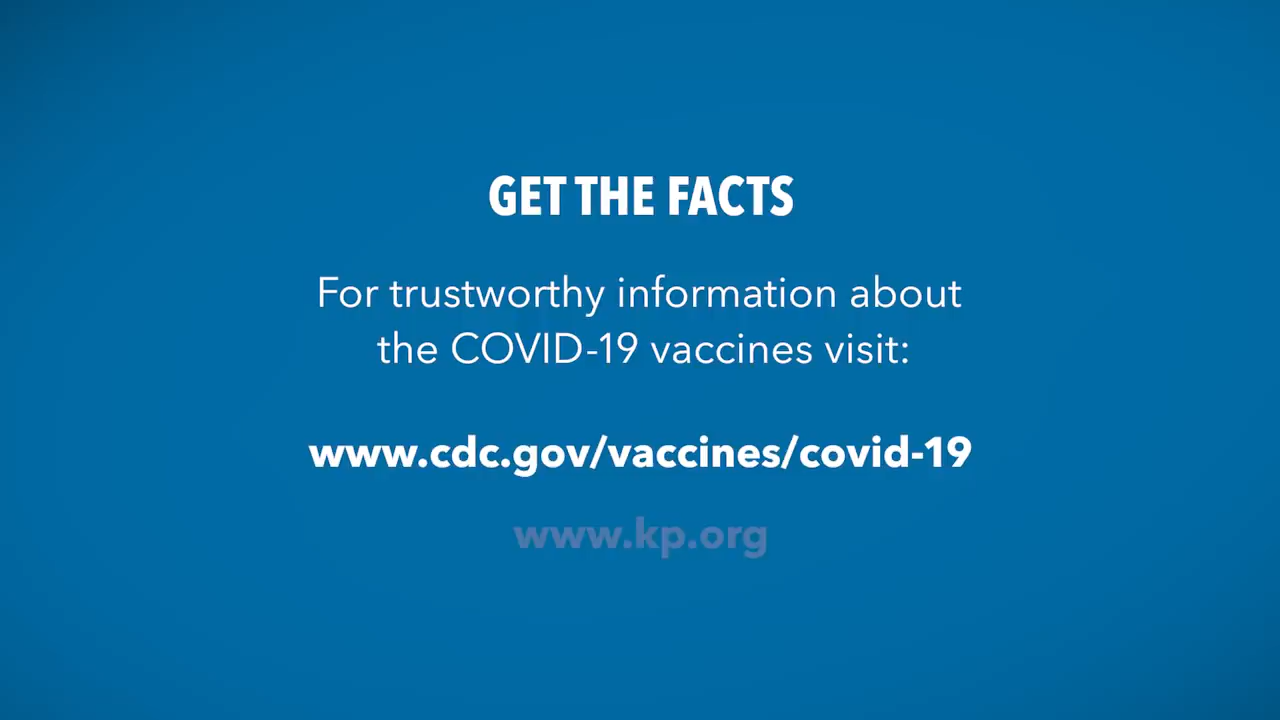 GET THE FACTS
For trustworthy information about
the COVID-19 vaccines visit:
www.cdc.gov/vaccines/covid-19
www.kp.org